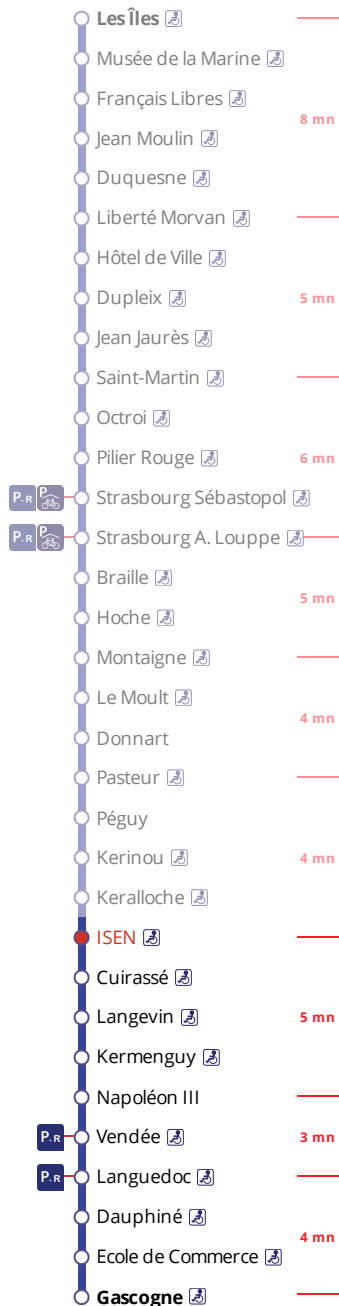 Les Îles
Musée de la Marine
Français Libres
8 mn
Jean Moulin
Duquesne
Liberté Morvan
Hôtel de Ville
Dupleix
5 mn
Jean Jaurès
Saint-Martin
Octroi
Pilier Rouge
6 mn
P+R P Strasbourg Sébastopol
P+R P Strasbourg A. Louppe
Braille
5 mn
Hoche
Montaigne
Le Moult
4 mn
Donnart
Pasteur
Péguy
Kerinou
4 mn
Keralloche
ISEN
Cuirassé
Langevin
5 mn
Kermenguy
Napoléon III
P+R Vendée
3 mn
P+R Languedoc
Dauphiné
4 mn
Ecole de Commerce
Gascogne